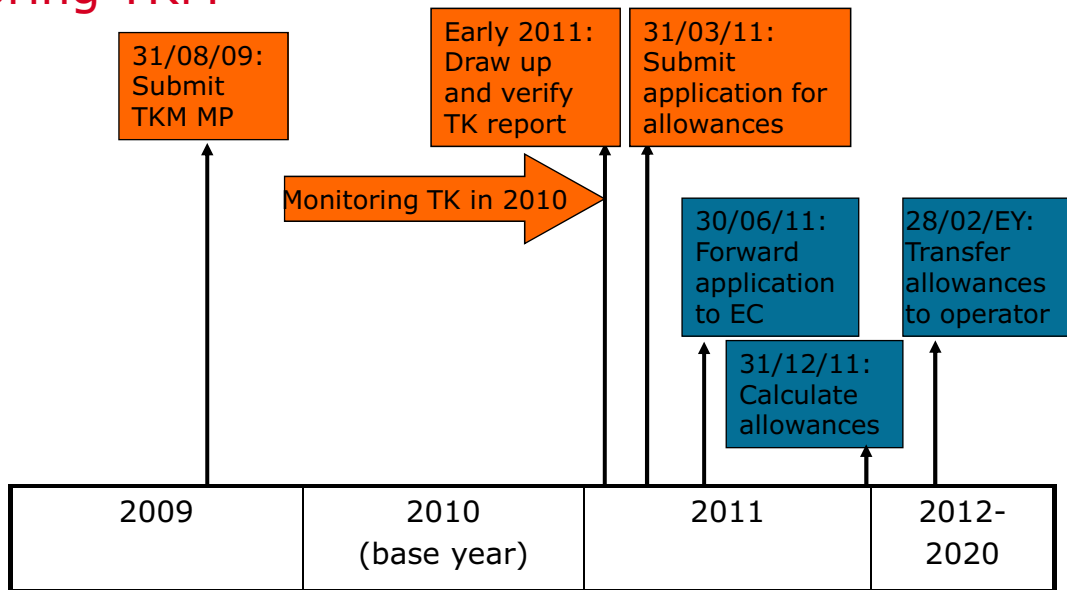 TKM
31/08/09:
Submit
TKM MP
Early 2011:
Draw up
and verify
TK report
31/03/11:
Submit
application for
allowances
Monitoring TK in 2010
30/06/11:
Forward
application
to EC
28/02/EY:
Transfer
allowances
to operator
31/12/11:
Calculate
allowances
2009
2010
(base year)
2011
2012-
2020